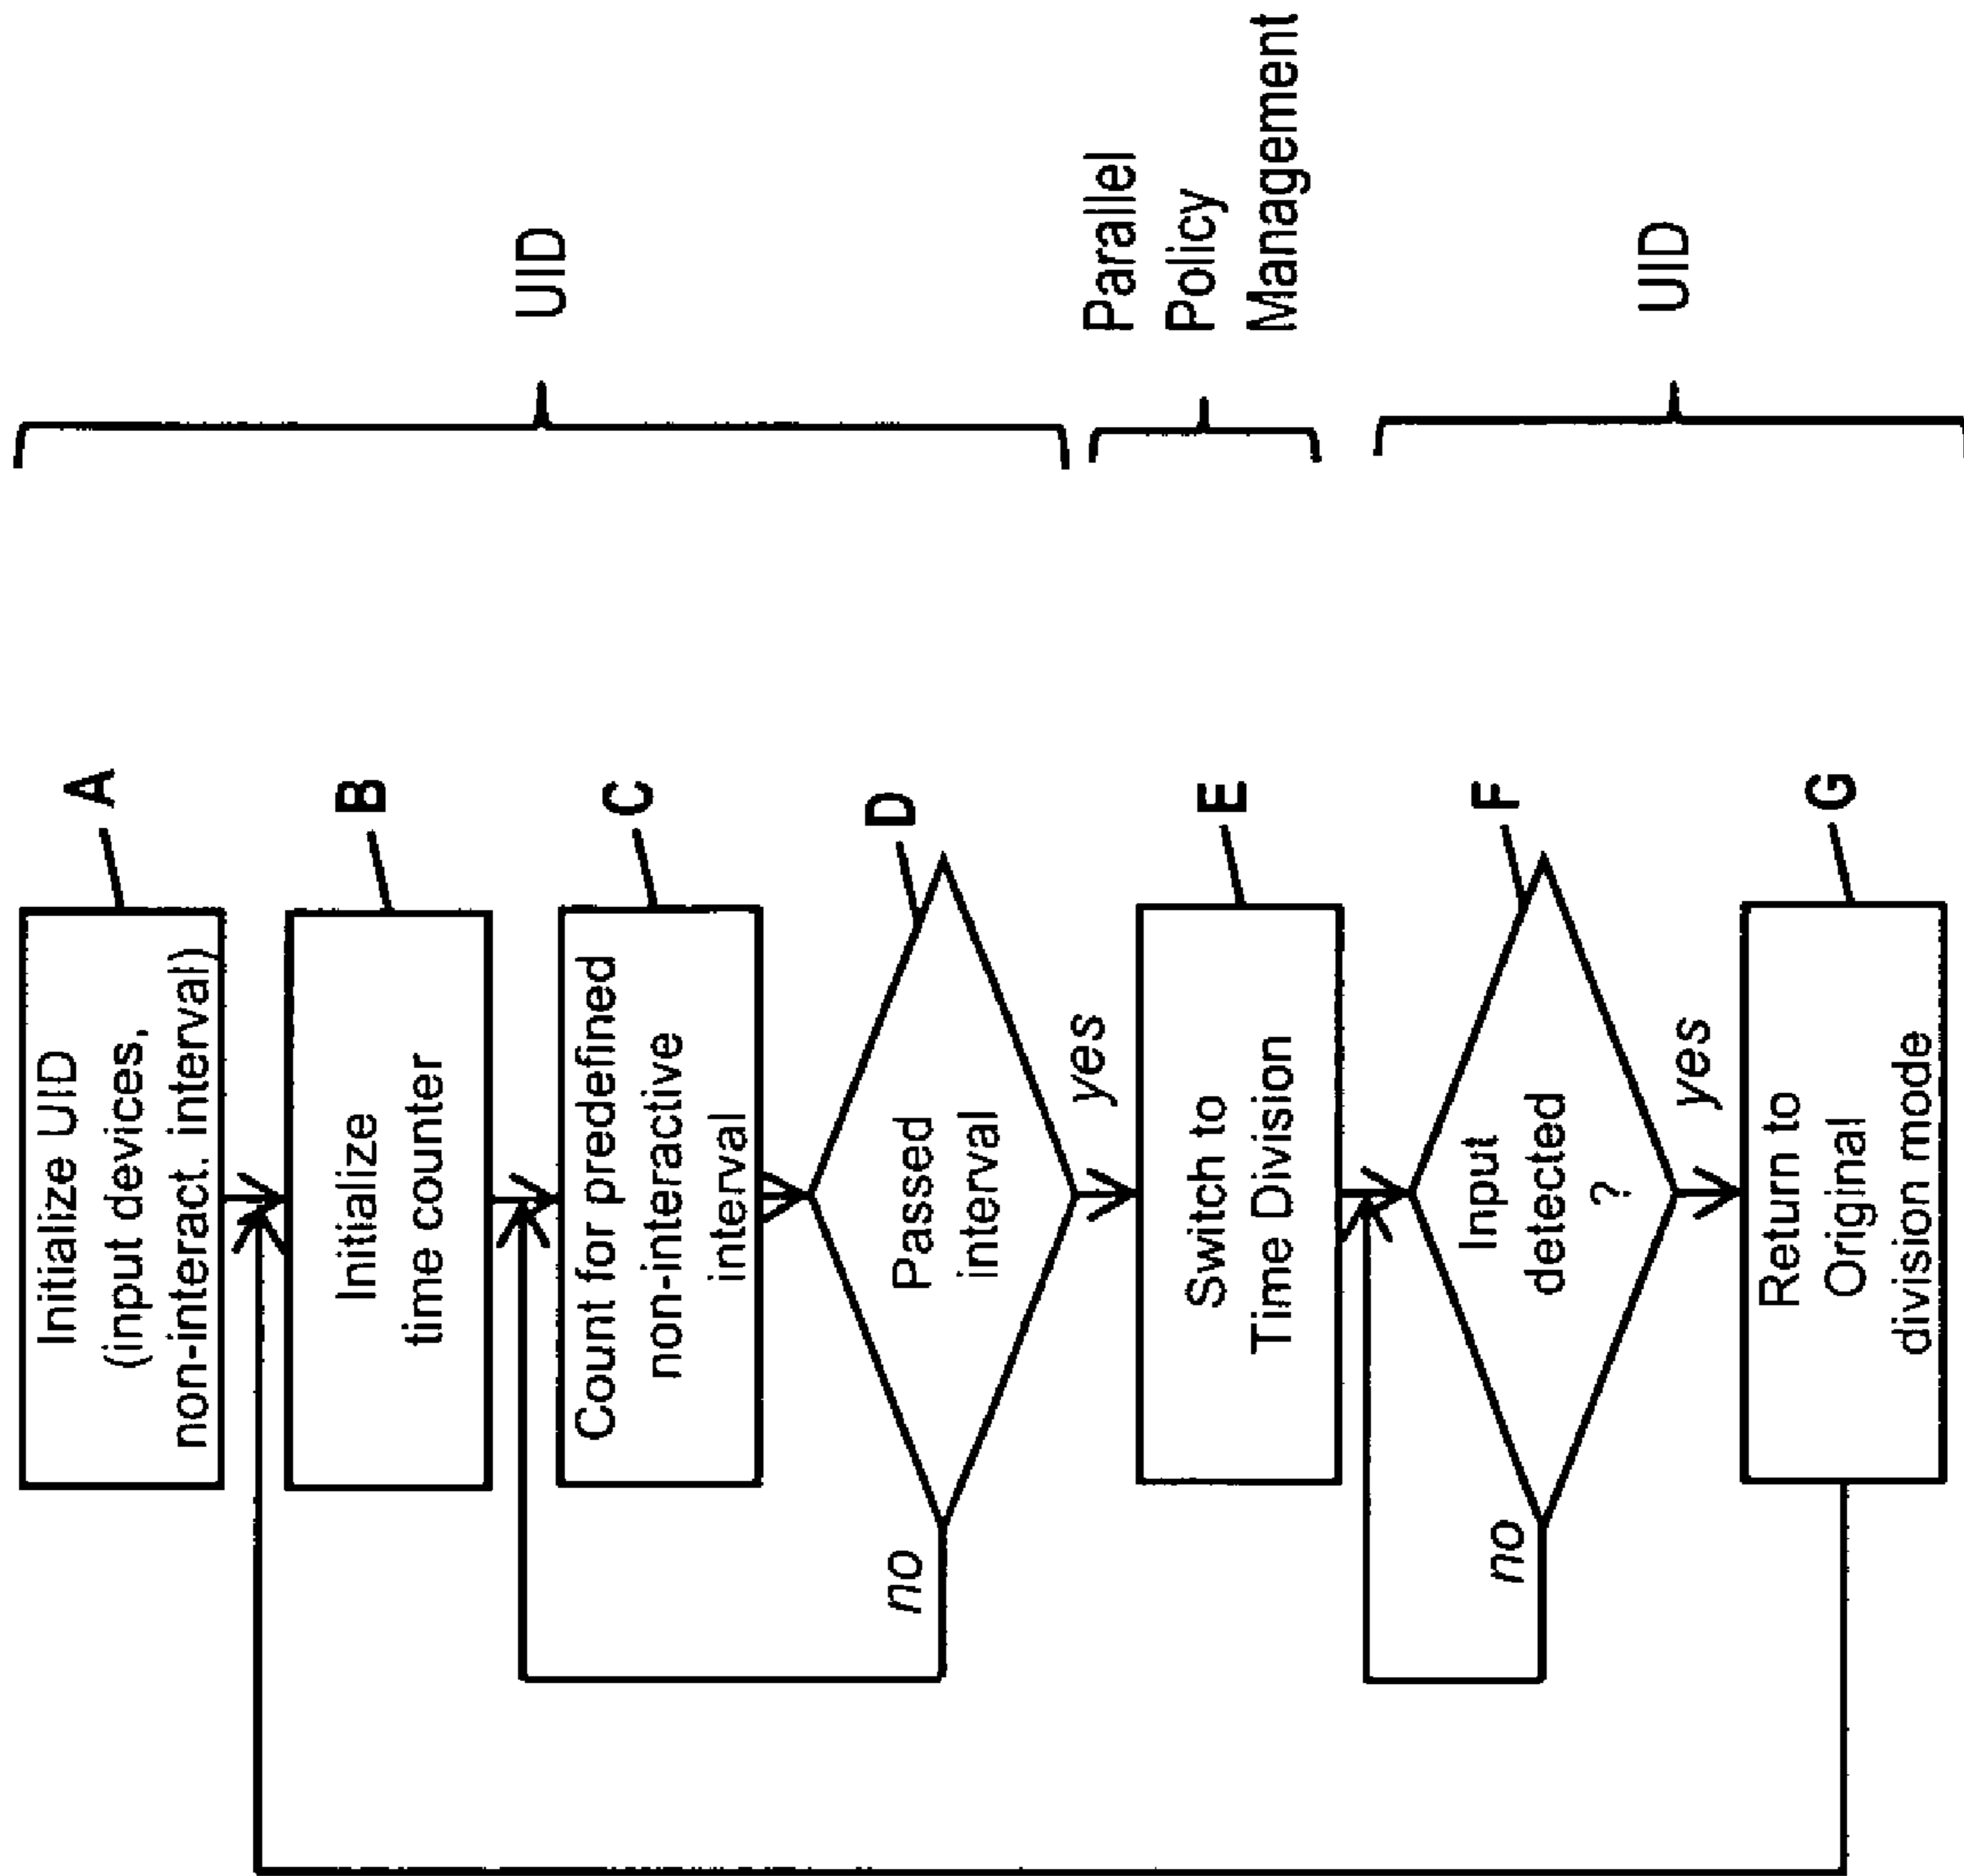 Initialize UID
(input devices,
non-interact. interval)
A
Initialize
time counter
B
Count for predefined
non-interactive
interval
C
Passed
interval
D
no
yes
UID
Switch to
Time Division
E
Parallel
Policy
Management
Input
detected
?
F
no
yes
Return to
Original
division mode
G
UID